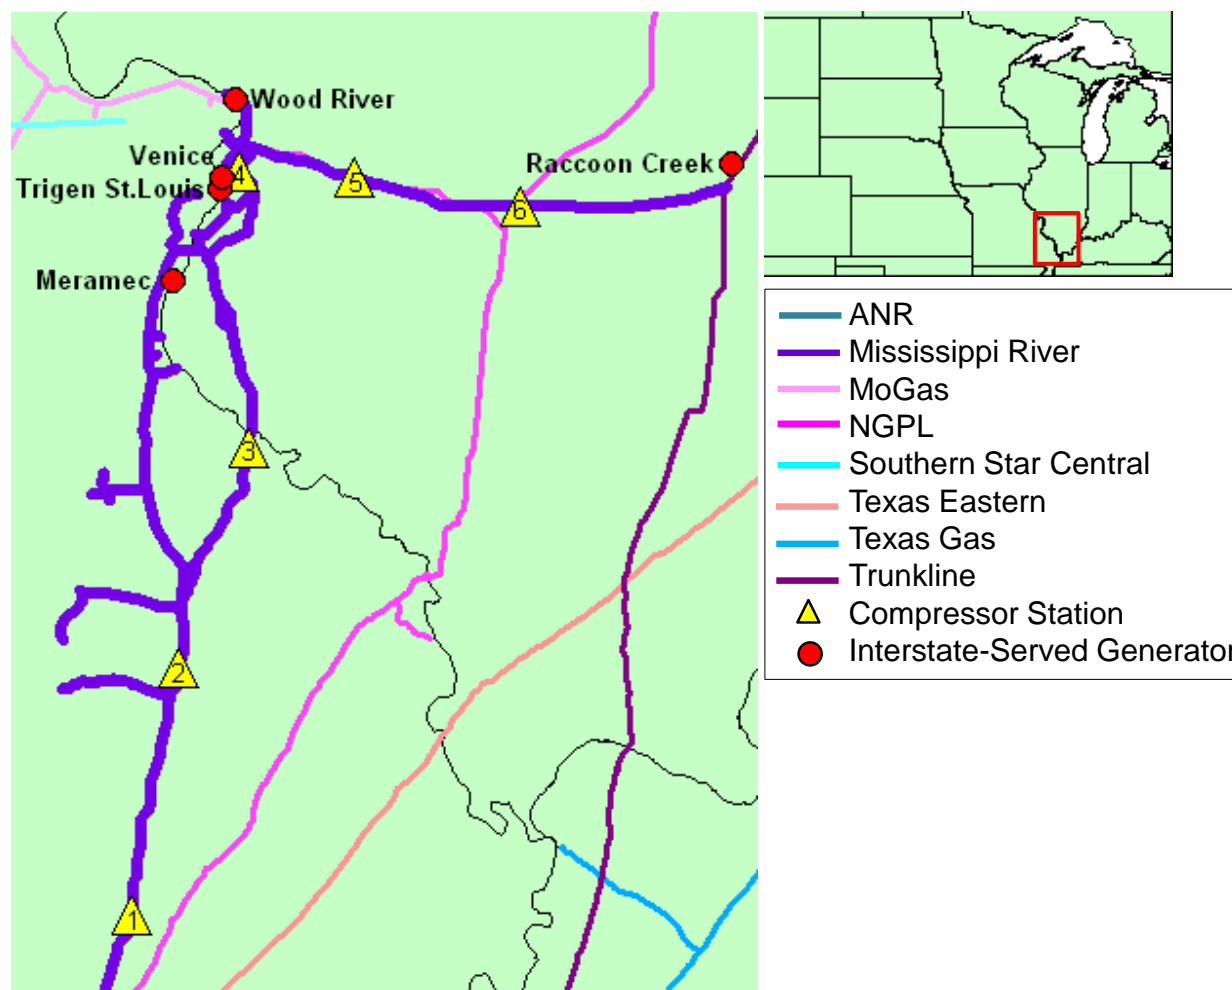 Wood River
Venice
Raccoon Creek
4
Trigen St.Louis
5
6
Meramec
3
2
1
ANR
Mississippi River
MoGas
NGPL
Southern Star Central
Texas Eastern
Texas Gas
Trunkline
Compressor Station
Interstate-Served Generator